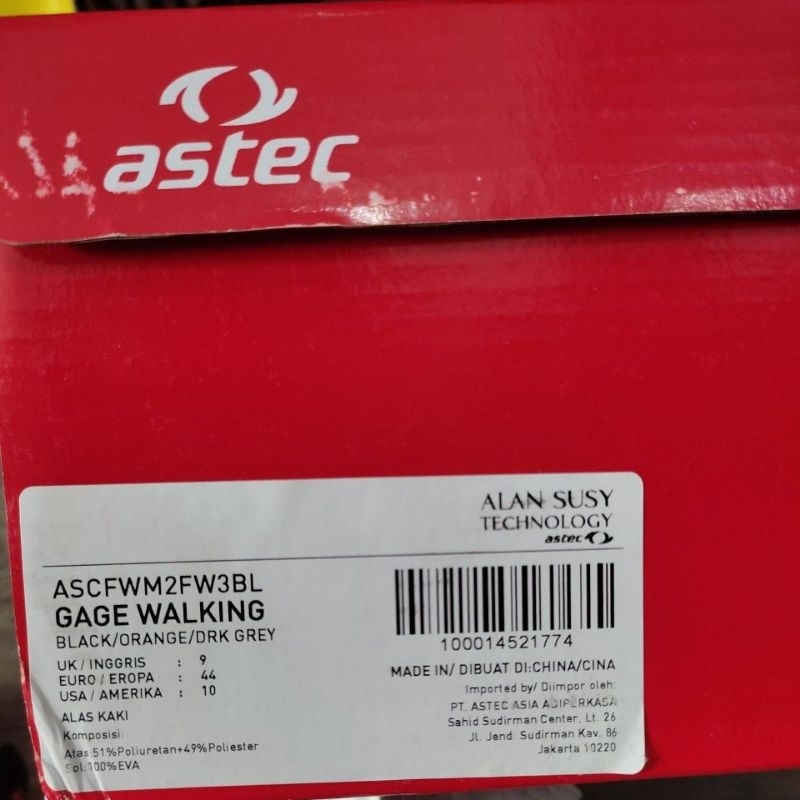 astec
ALAN SUSY
TECHNOLOGY
astec
ASCFWM2FW3BL
GAGE WALKING
BLACK/ORANGE/DRK GREY
UK / INGGRIS : 9
EURO / EROPA : 44
USA / AMERIKA : 10
ALAS KAKI
Komposisi:
Atas:51%Poliuretan+49%Poliester
Sol:100%EVA
100014521774
MADE IN/ DIBUAT DI:CHINA/CINA
Imported by/ Diimpor oleh:
PT. ASTEC ASIA ADIPERKASA
Sahid Sudirman Center, Lt. 26
Jl. Jend. Sudirman Kav. 86
Jakarta 10220